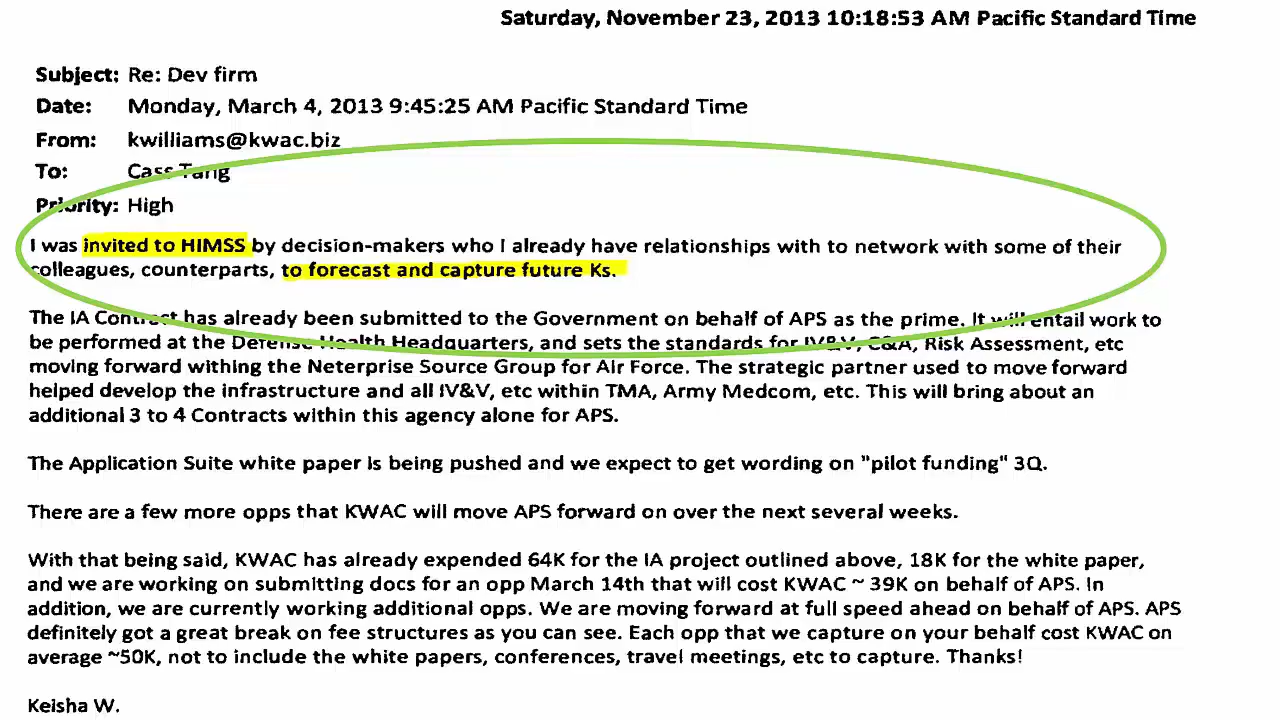 Saturday, November 23, 2013 10:18:53 AM Pacific Standard Time
Subject: Re: Dev firm
Date: Monday, March 4, 2013 9:45:25 AM Pacific Standard Time
From: kwilliams@kwac.biz
To: Cass Tang
Priority: High
I was invited to HIMSS by decision-makers who I already have relationships with to network with some of their
colleagues, counterparts, to forecast and capture future Ks.
The IA Contract has already been submitted to the Government on behalf of APS as the prime. It will entail work to
be performed at the Defense Health Headquarters, and sets the standards for IV&V, C&A, Risk Assessment, etc
moving forward withing the Neterprise Source Group for Air Force. The strategic partner used to move forward
helped develop the infrastructure and all IV&V, etc within TMA, Army Medcom, etc. This will bring about an
additional 3 to 4 Contracts within this agency alone for APS.
The Application Suite white paper is being pushed and we expect to get wording on "pilot funding" 3Q.
There are a few more opps that KWAC will move APS forward on over the next several weeks.
With that being said, KWAC has already expended 64K for the IA project outlined above, 18K for the white paper,
and we are working on submitting docs for an opp March 14th that will cost KWAC ~ 39K on behalf of APS. In
addition, we are currently working additional opps. We are moving forward at full speed ahead on behalf of APS. APS
definitely got a great break on fee structures as you can see. Each opp that we capture on your behalf cost KWAC on
average ~50K, not to include the white papers, conferences, travel meetings, etc to capture. Thanks!
Keisha W.